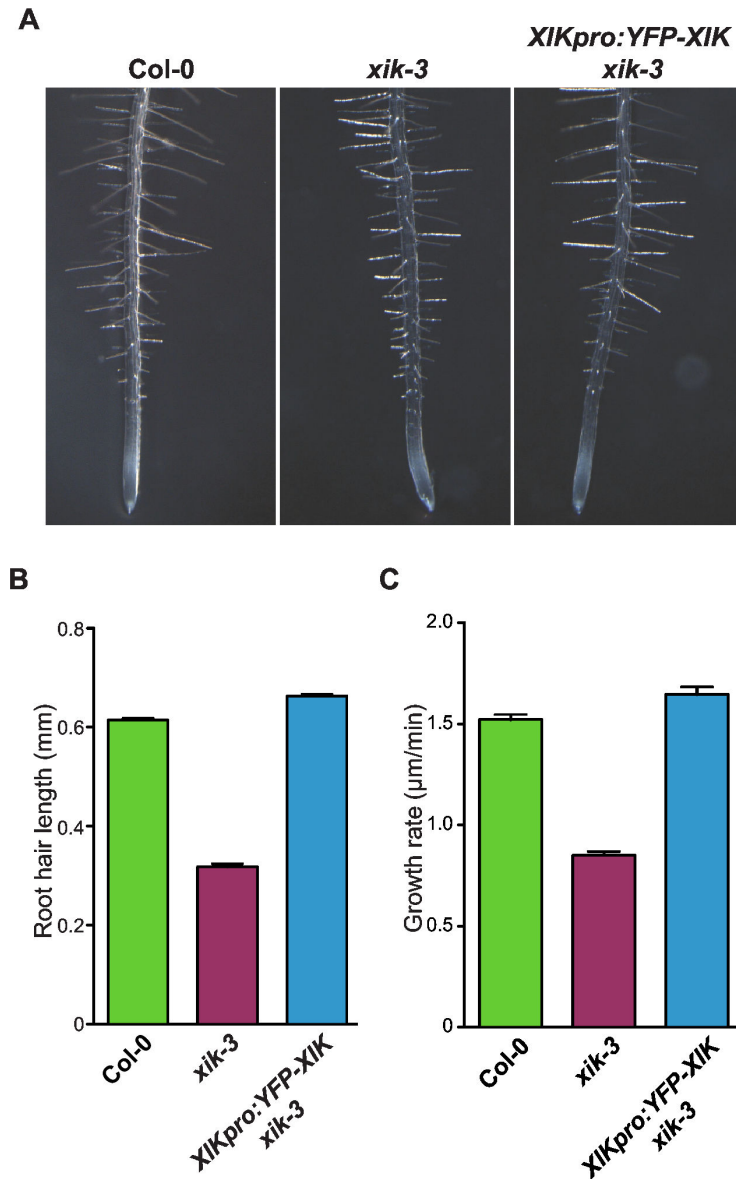 A
Col-0
xik-3
XIKpro:YFP-XIK
xik-3
B
Root hair length (mm)
0.8
0.6
0.4
0.2
0
Col-0
xik-3
XIKpro:YFP-XIK
xik-3
C
Growth rate (µm/min)
2.0
1.5
1.0
0.5
0
Col-0
xik-3
XIKpro:YFP-XIK
xik-3